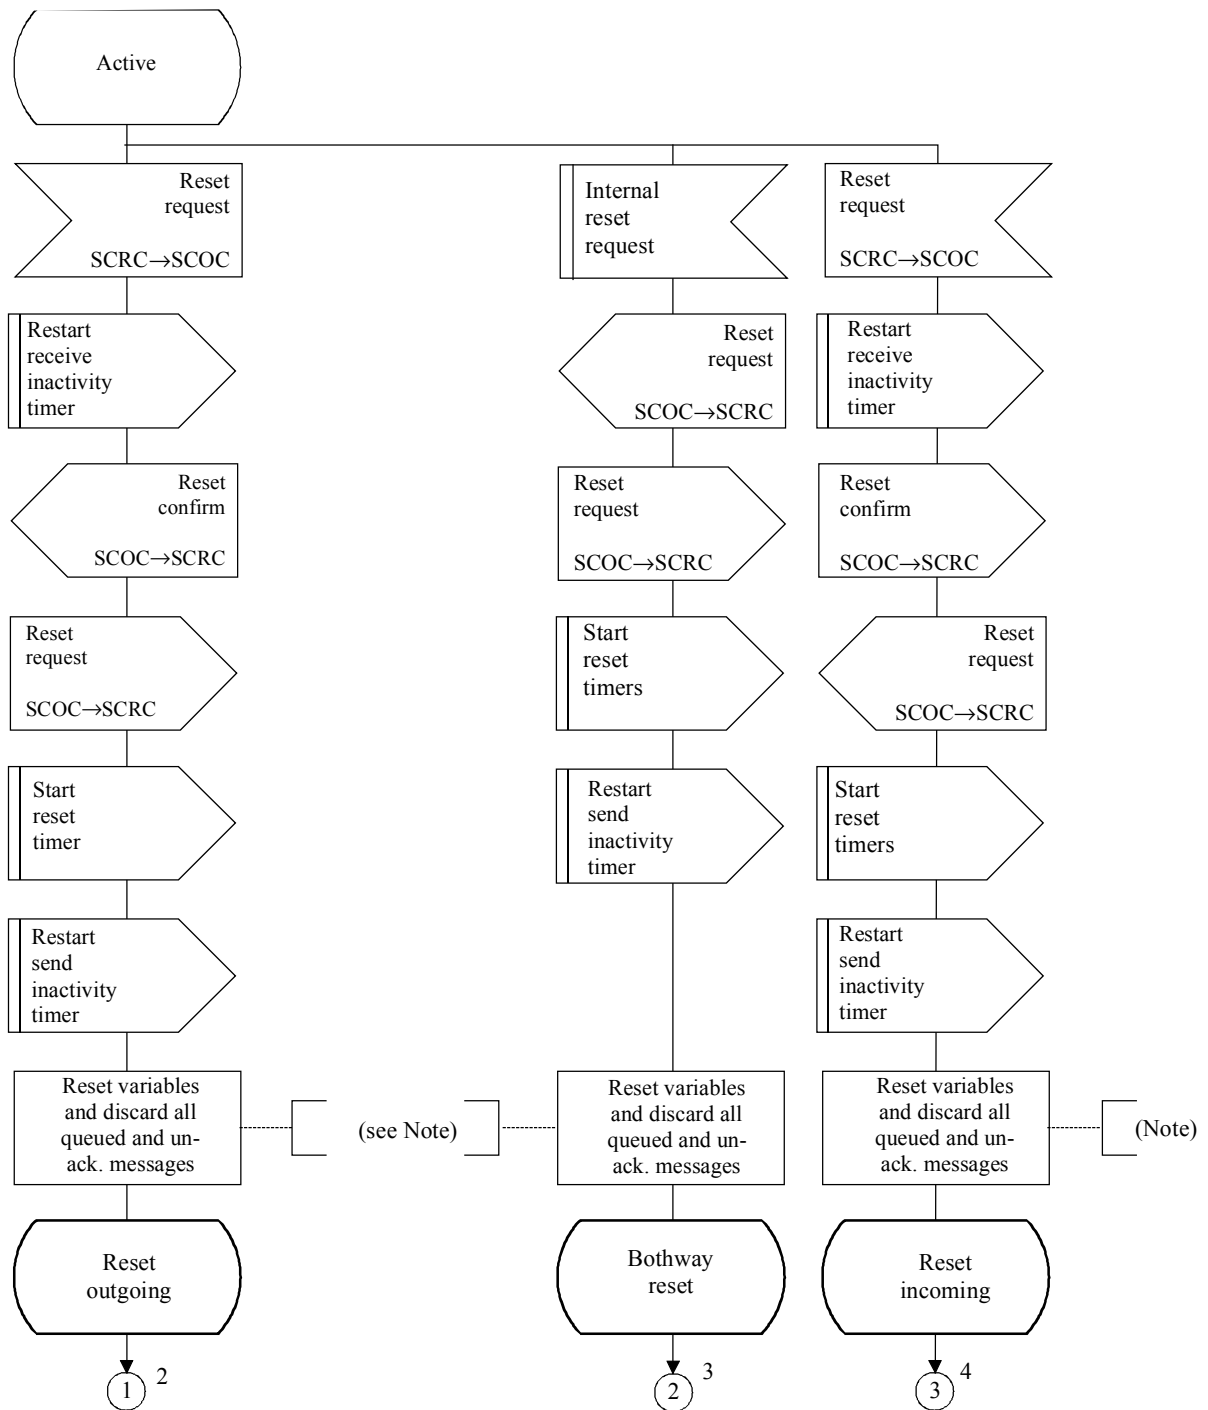 Active
Reset
request
SCRC→SCOC
Restart
receive
inactivity
timer
Reset
confirm
SCOC→SCRC
Reset
request
SCOC→SCRC
Start
reset
timer
Restart
send
inactivity
timer
Reset variables
and discard all
queued and un-
ack. messages
(see Note)
Reset
outgoing
1
2
Internal
reset
request
Reset
request
SCOC→SCRC
Reset
request
SCOC→SCRC
Start
reset
timers
Restart
send
inactivity
timer
Reset variables
and discard all
queued and un-
ack. messages
Bothway
reset
2
3
Reset
request
SCRC→SCOC
Restart
receive
inactivity
timer
Reset
confirm
SCOC→SCRC
Reset
request
SCOC→SCRC
Start
reset
timers
Restart
send
inactivity
timer
Reset variables
and discard all
queued and un-
ack. messages
(Note)
Reset
incoming
3
4